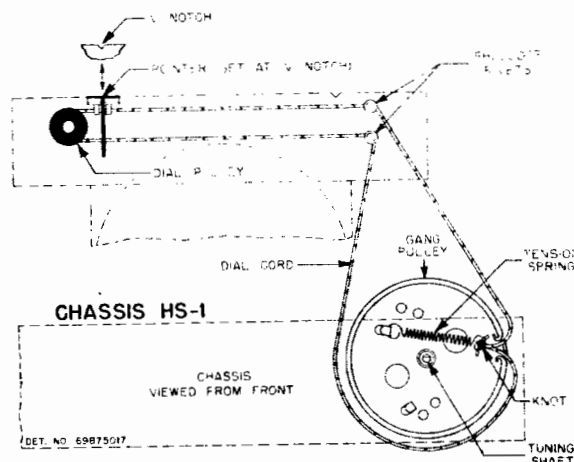 V NOTCH
POINTER (SET AT V NOTCH)
SHOULDER
RIVETS
DIAL PULLEY
GANG
PULLEY
TENSION
SPRING
DIAL CORD
CHASSIS HS-1
CHASSIS
VIEWED FROM FRONT
KNOT
DET. NO. 69875017
TUNING
SHAFT